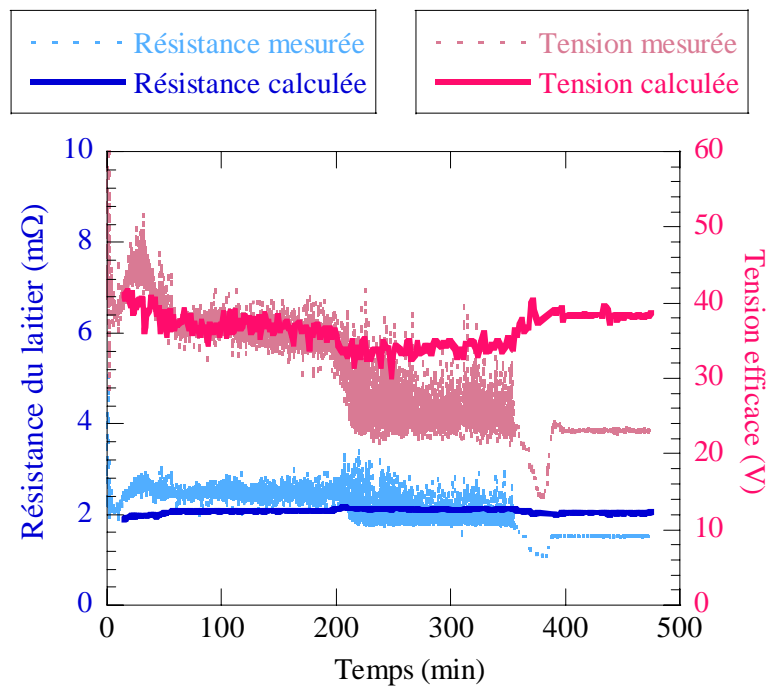 Résistance mesurée
Résistance calculée
Tension mesurée
Tension calculée
Résistance du laitier (mΩ)
10
8
6
4
2
0
60
50
40
30
20
10
0
Tension efficace (V)
0 100 200 300 400 500
Temps (min)